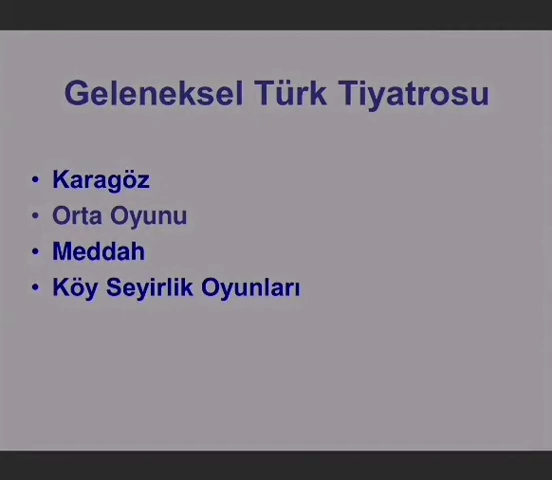 Geleneksel Türk Tiyatrosu
• Karagöz
• Orta Oyunu
• Meddah
• Köy Seyirlik Oyunları